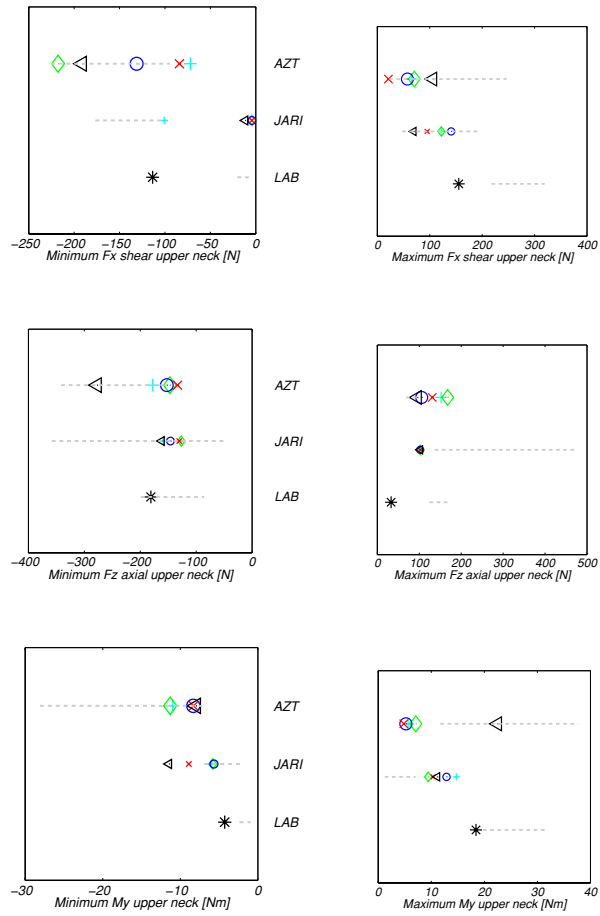 AZT
JARI
LAB
−250 −200 −150 −100 −50 0
Minimum Fx shear upper neck [N]
0 100 200 300 400
Maximum Fx shear upper neck [N]
AZT
JARI
LAB
−400 −300 −200 −100 0
Minimum Fz axial upper neck [N]
0 100 200 300 400 500
Maximum Fz axial upper neck [N]
AZT
JARI
LAB
−30 −20 −10 0
Minimum My upper neck [Nm]
0 10 20 30 40
Maximum My upper neck [Nm]